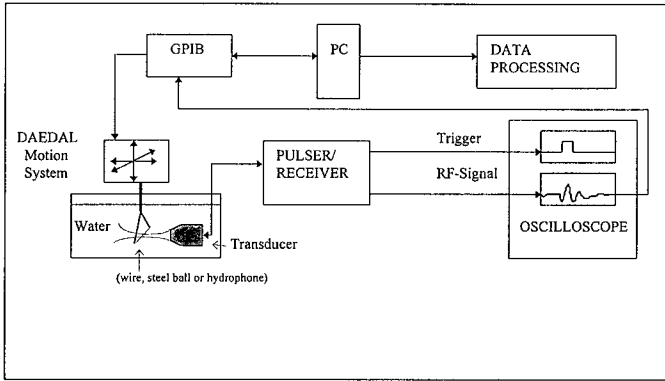 GPIB
PC
DATA
PROCESSING
DAEDAL
Motion
System
PULSER/
RECEIVER
Trigger
RF-Signal
OSCILLOSCOPE
Water
Transducer
(wire, steel ball or hydrophone)